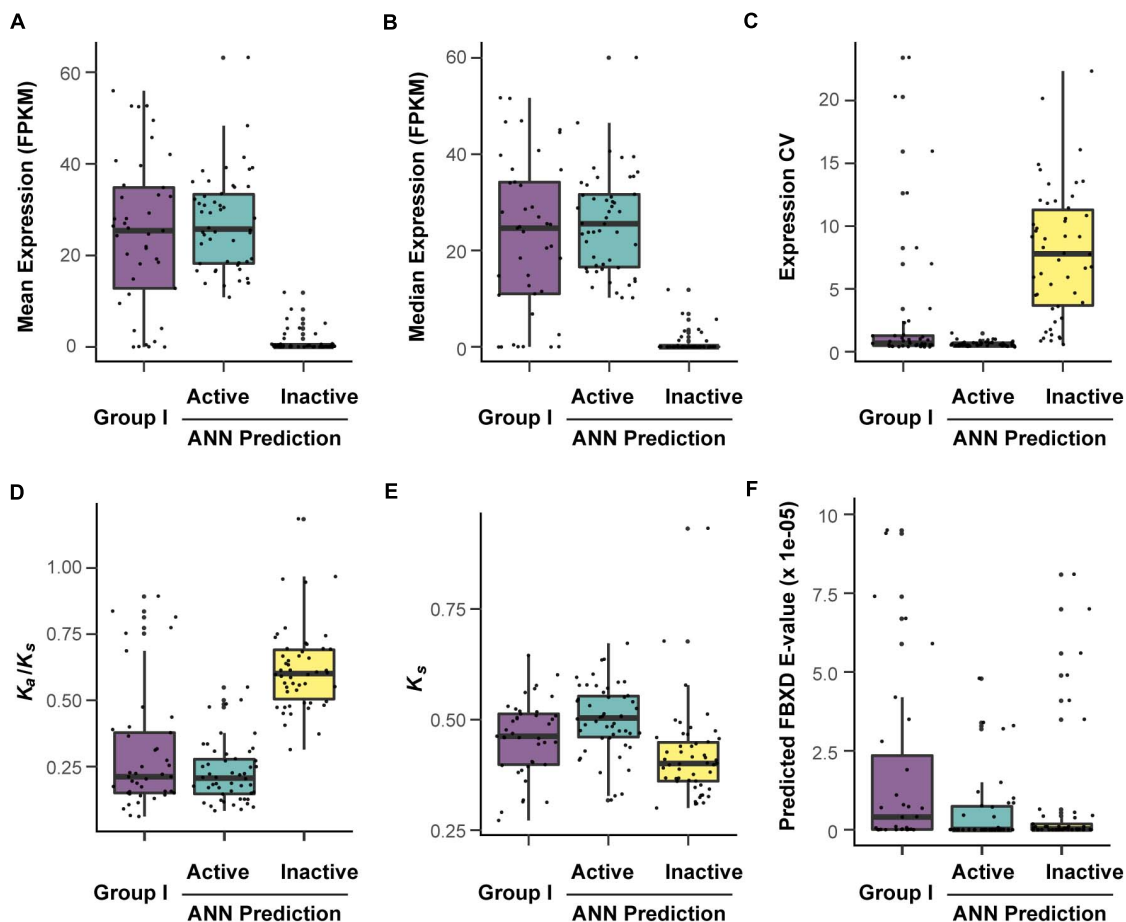 A
Mean Expression (FPKM)
60
40
20
0
Group I
Active
Inactive
ANN Prediction
B
Median Expression (FPKM)
60
40
20
0
Group I
Active
Inactive
ANN Prediction
C
Expression CV
20
15
10
5
0
Group I
Active
Inactive
ANN Prediction
D
Ka/Ks
1.00
0.75
0.50
0.25
Group I
Active
Inactive
ANN Prediction
E
Ks
0.75
0.50
0.25
Group I
Active
Inactive
ANN Prediction
F
Predicted FBXD E-value (x 1e-05)
10
7.5
5.0
2.5
0
Group I
Active
Inactive
ANN Prediction